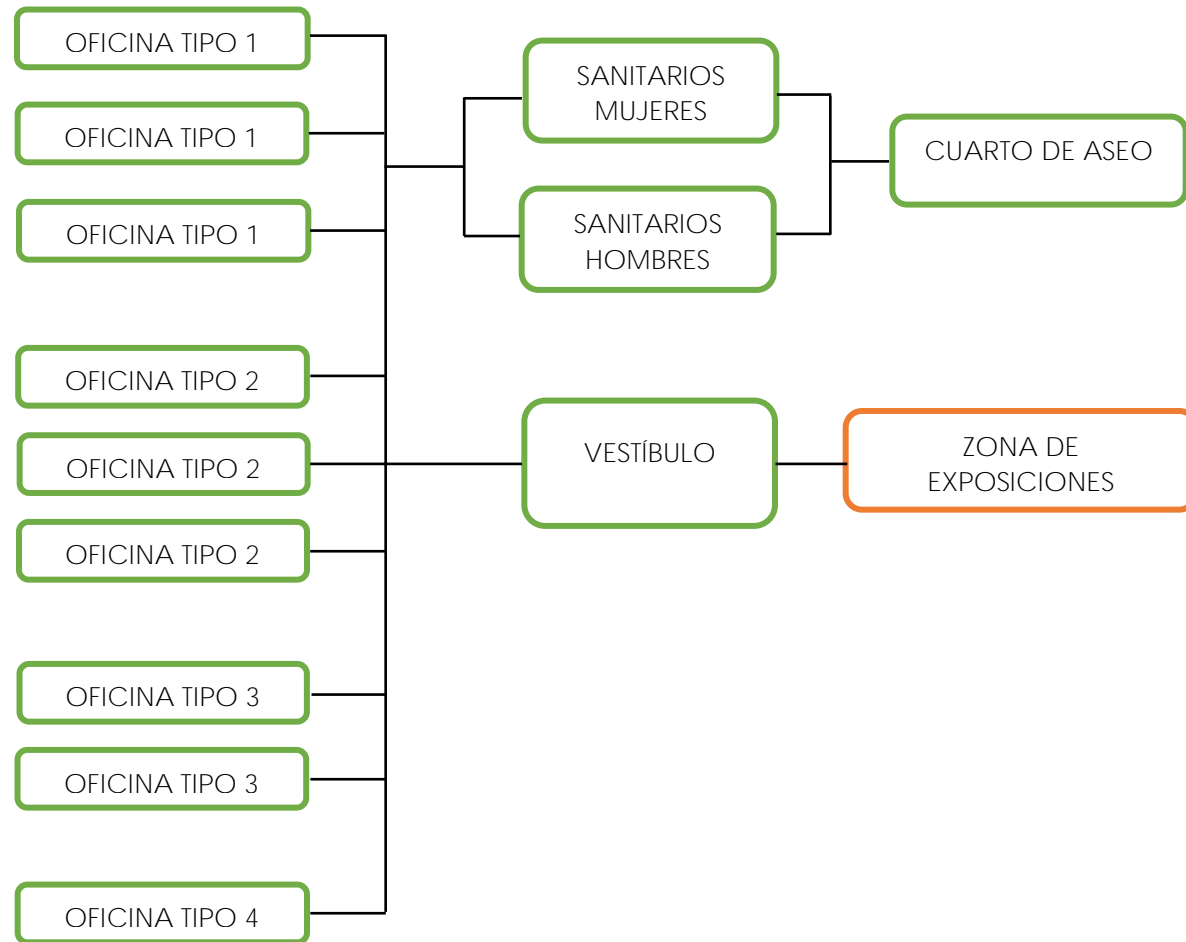 OFICINA TIPO 1
OFICINA TIPO 1
OFICINA TIPO 1
OFICINA TIPO 2
OFICINA TIPO 2
OFICINA TIPO 2
OFICINA TIPO 3
OFICINA TIPO 3
OFICINA TIPO 4
SANITARIOS
MUJERES
SANITARIOS
HOMBRES
CUARTO DE ASEO
VESTÍBULO
ZONA DE
EXPOSICIONES